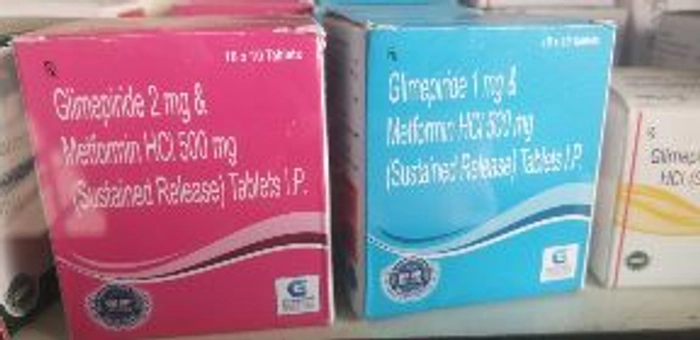 10 x 10 Tablets
Glimepiride 2 mg &
Metformin HCl 500 mg
(Sustained Release) Tablets I.P.
Glimepiride 1 mg &
Metformin HCl 500 mg
(Sustained Release) Tablets I.P.
HCl (S